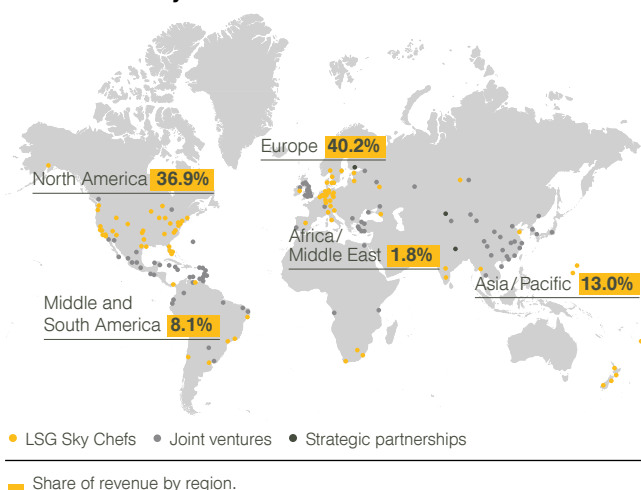 Europe 40.2%
North America 36.9%
Africa/
Middle East 1.8%
Asia/Pacific 13.0%
Middle and
South America 8.1%
LSG Sky Chefs
Joint ventures
Strategic partnerships
Share of revenue by region.